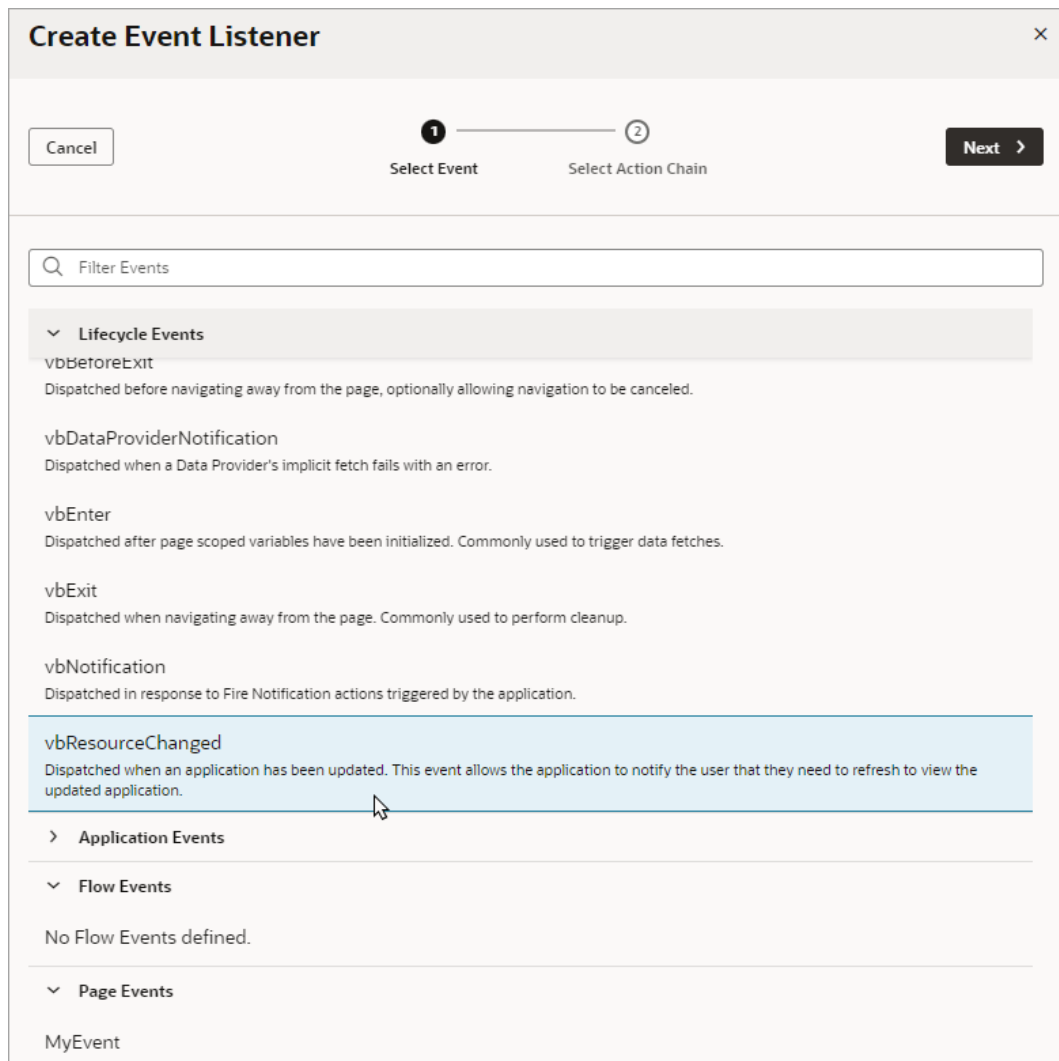 Create Event Listener
Cancel
1
2
Next
Select Event
Select Action Chain
Filter Events
Lifecycle Events
vbBeforeExit
Dispatched before navigating away from the page, optionally allowing navigation to be canceled.
vbDataProviderNotification
Dispatched when a Data Provider's implicit fetch fails with an error.
vbEnter
Dispatched after page scoped variables have been initialized. Commonly used to trigger data fetches.
vbExit
Dispatched when navigating away from the page. Commonly used to perform cleanup.
vbNotification
Dispatched in response to Fire Notification actions triggered by the application.
vbResourceChanged
Dispatched when an application has been updated. This event allows the application to notify the user that they need to refresh to view the
updated application.
Application Events
Flow Events
No Flow Events defined.
Page Events
MyEvent